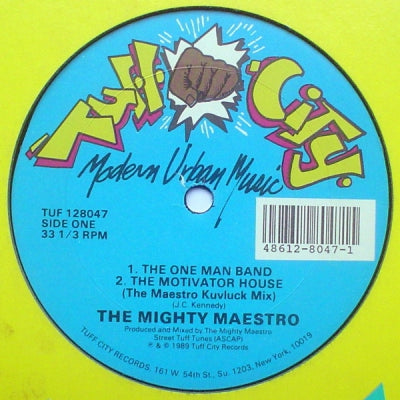 Tuff City
Modern Urban Music
TUF 128047
SIDE ONE
33 1/3 RPM
48612-8047-1
1. THE ONE MAN BAND
2. THE MOTIVATOR HOUSE
(The Maestro Kuvluck Mix)
(J.C. Kennedy)
THE MIGHTY MAESTRO
Produced and Mixed by The Mighty Maestro
Street Tuff Tunes (ASCAP)
℗ & © 1989 Tuff City Records
TUFF CITY RECORDS, 161 W. 54th St., Su. 1203, New York, N.Y. 10019